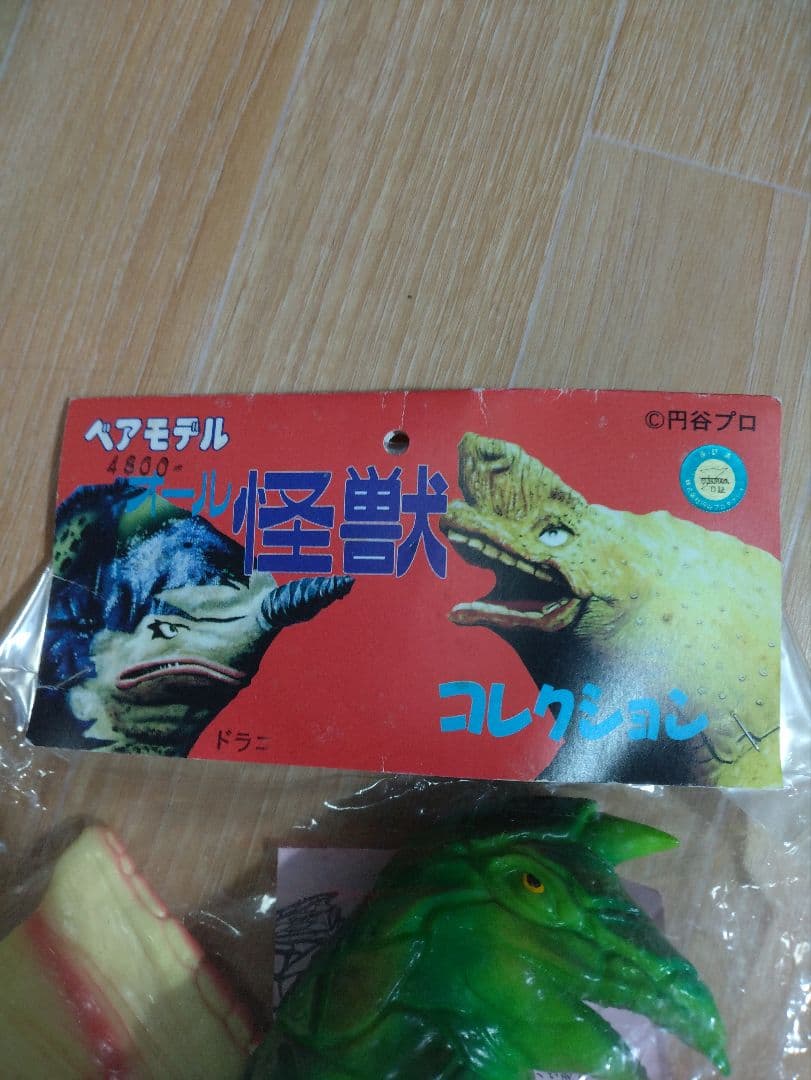 ベアモデル
©円谷プロ
4800
オール
怪獣
コレクション
ドラコ